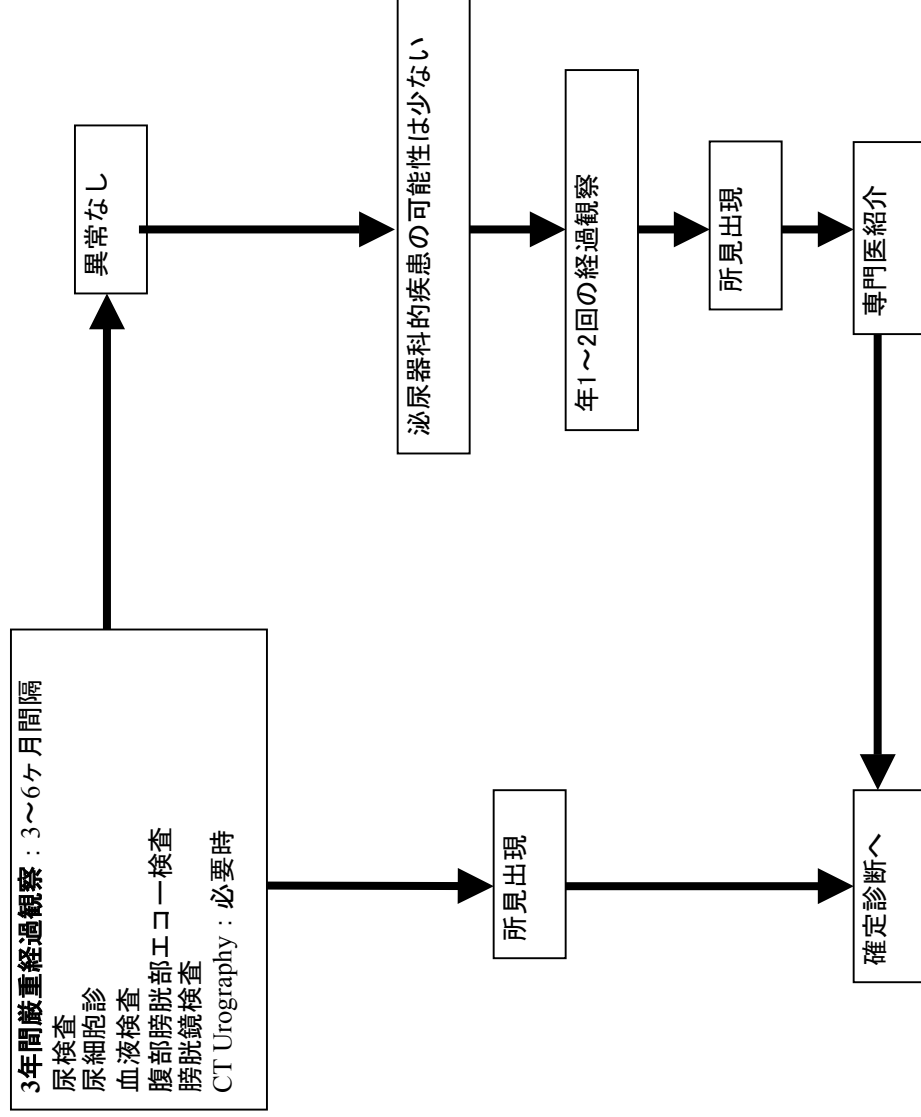 3年間厳重経過観察：3～6ヶ月間隔
尿検査
尿細胞診
血液検査
腹部膀胱部エコー検査
膀胱鏡検査
CT Urography：必要時
異常なし
泌尿器科的疾患の可能性は少ない
年1～2回の経過観察
所見出現
専門医紹介
所見出現
確定診断へ